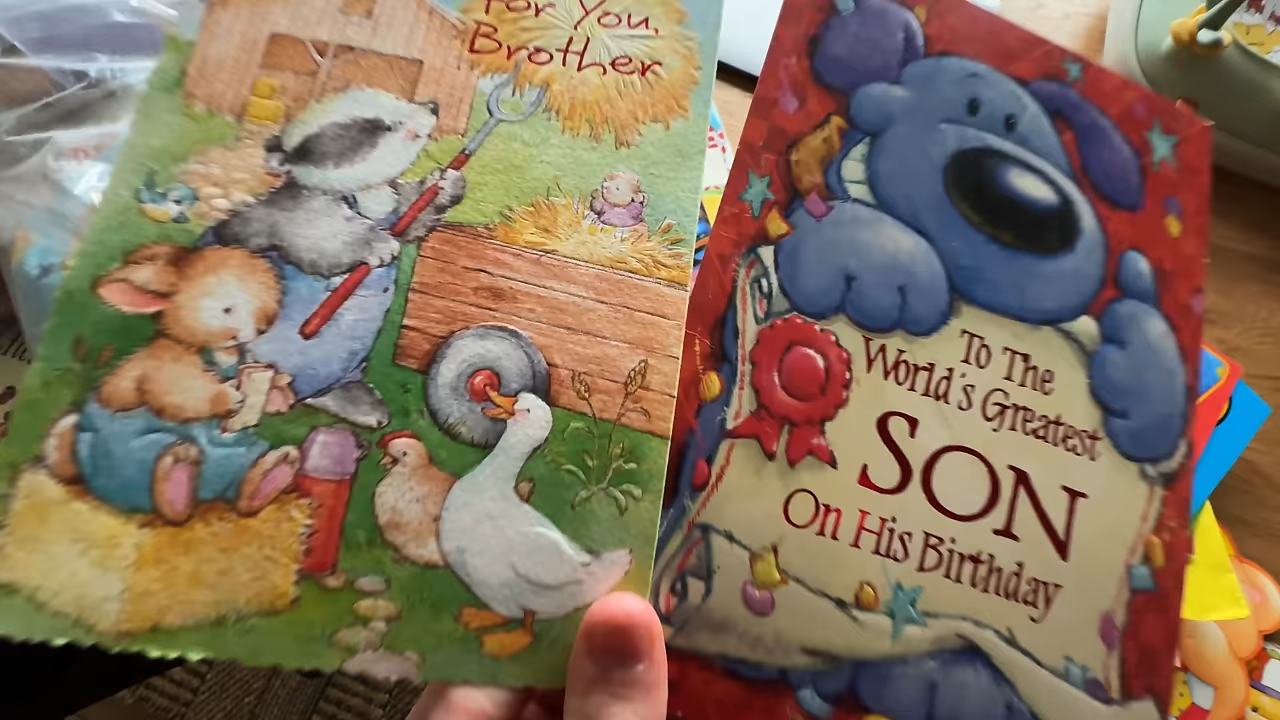 For You,
Brother
To The
World's Greatest
SON
On His Birthday